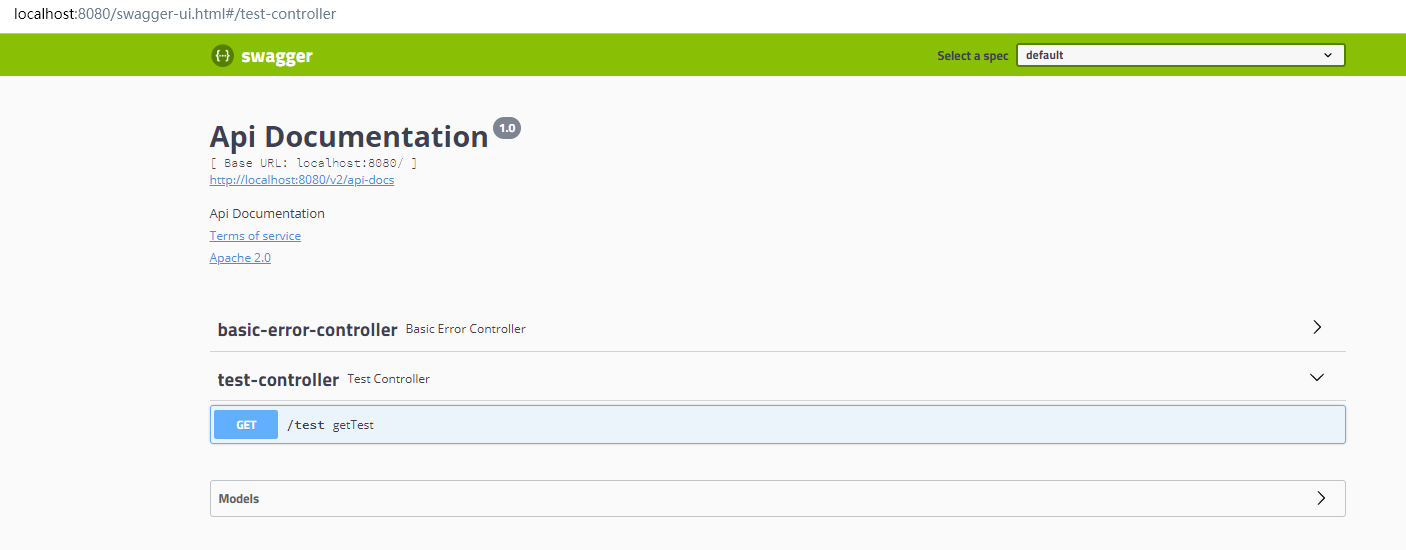 localhost:8080/swagger-ui.html#/test-controller
{··} swagger Select a spec default
Api Documentation 1.0
[ Base URL: localhost:8080/ ]
http://localhost:8080/v2/api-docs
Api Documentation
Terms of service
Apache 2.0
basic-error-controller Basic Error Controller
test-controller Test Controller
GET /test getTest
Models